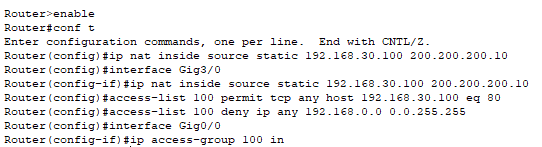 Router>enable
Router#conf t
Enter configuration commands, one per line.  End with CNTL/Z.
Router(config)#ip nat inside source static 192.168.30.100 200.200.200.10
Router(config)#interface Gig3/0
Router(config-if)#ip nat inside source static 192.168.30.100 200.200.200.10
Router(config)#access-list 100 permit tcp any host 192.168.30.100 eq 80
Router(config)#access-list 100 deny ip any 192.168.0.0 0.0.255.255
Router(config)#interface Gig0/0
Router(config-if)#ip access-group 100 in